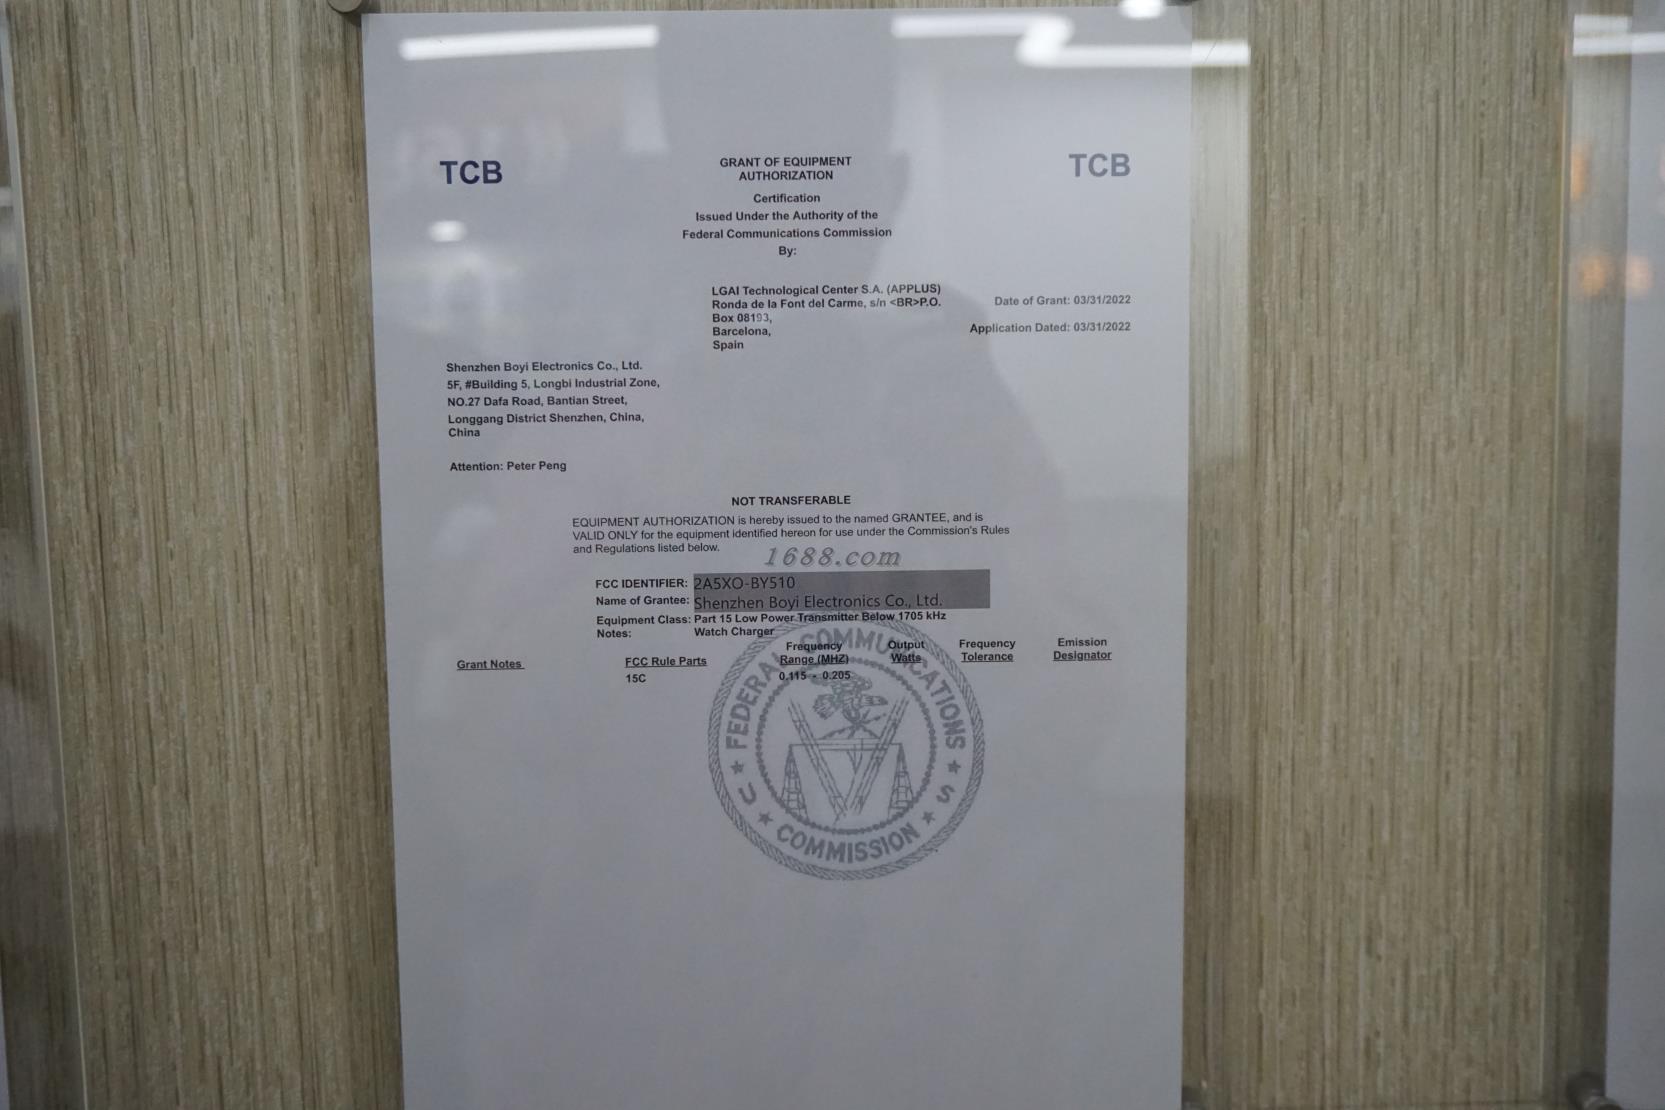 TCB
TCB
GRANT OF EQUIPMENT
AUTHORIZATION
Certification
Issued Under the Authority of the
Federal Communications Commission
By:
LGAI Technological Center S.A. (APPLUS)
Ronda de la Font del Carme, s/n <BR>P.O.
Box 08193,
Barcelona,
Spain
Date of Grant: 03/31/2022
Application Dated: 03/31/2022
Shenzhen Boyi Electronics Co., Ltd.
5F, #Building 5, Longbi Industrial Zone,
NO.27 Dafa Road, Bantian Street,
Longgang District Shenzhen, China,
China
Attention: Peter Peng
NOT TRANSFERABLE
EQUIPMENT AUTHORIZATION is hereby issued to the named GRANTEE, and is
VALID ONLY for the equipment identified hereon for use under the Commission's Rules
and Regulations listed below.
1688.com
FCC IDENTIFIER: 2A5XO-BY510
Name of Grantee: Shenzhen Boyi Electronics Co., Ltd.
Equipment Class: Part 15 Low Power Transmitter Below 1705 kHz
Notes: Watch Charger
Grant Notes
FCC Rule Parts
Frequency
Range (MHZ)
Output
Watts
Frequency
Tolerance
Emission
Designator
15C
0.115 - 0.205
U ★ FEDERAL COMMUNICATIONS ★ S
★ COMMISSION ★